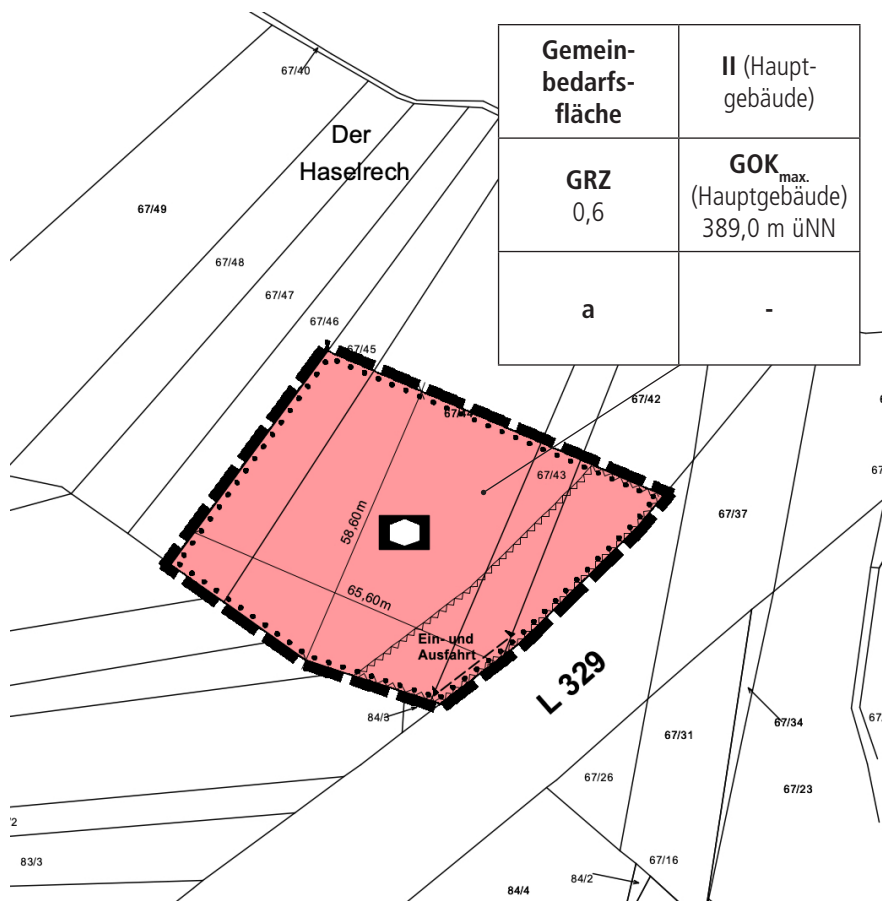 Gemein-
bedarfs-
fläche
II (Haupt-
gebäude)
GRZ
0,6
GOKmax.
(Hauptgebäude)
389,0 m üNN
a
-
67/40
Der
Haselrech
67/49
67/48
67/47
67/46
67/45
67/44
67/42
67/43
67/37
58,60m
65,60m
Ein- und
Ausfahrt
L 329
84/3
67/34
67/31
67/26
67/23
67/16
83/3
84/4
84/2